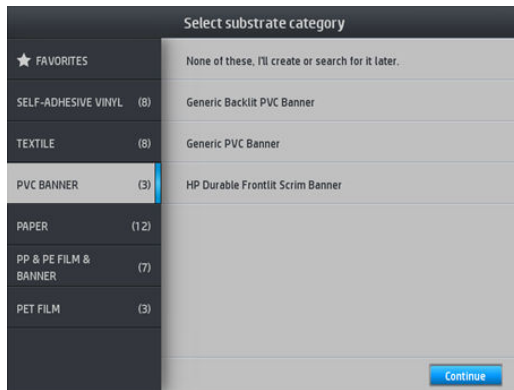 Select substrate category
FAVORITES
SELF-ADHESIVE VINYL (8)
TEXTILE (8)
PVC BANNER (3)
PAPER (12)
PP & PE FILM &
BANNER (7)
PET FILM (3)
None of these, I'll create or search for it later.
Generic Backlit PVC Banner
Generic PVC Banner
HP Durable Frontlit Scrim Banner
Continue